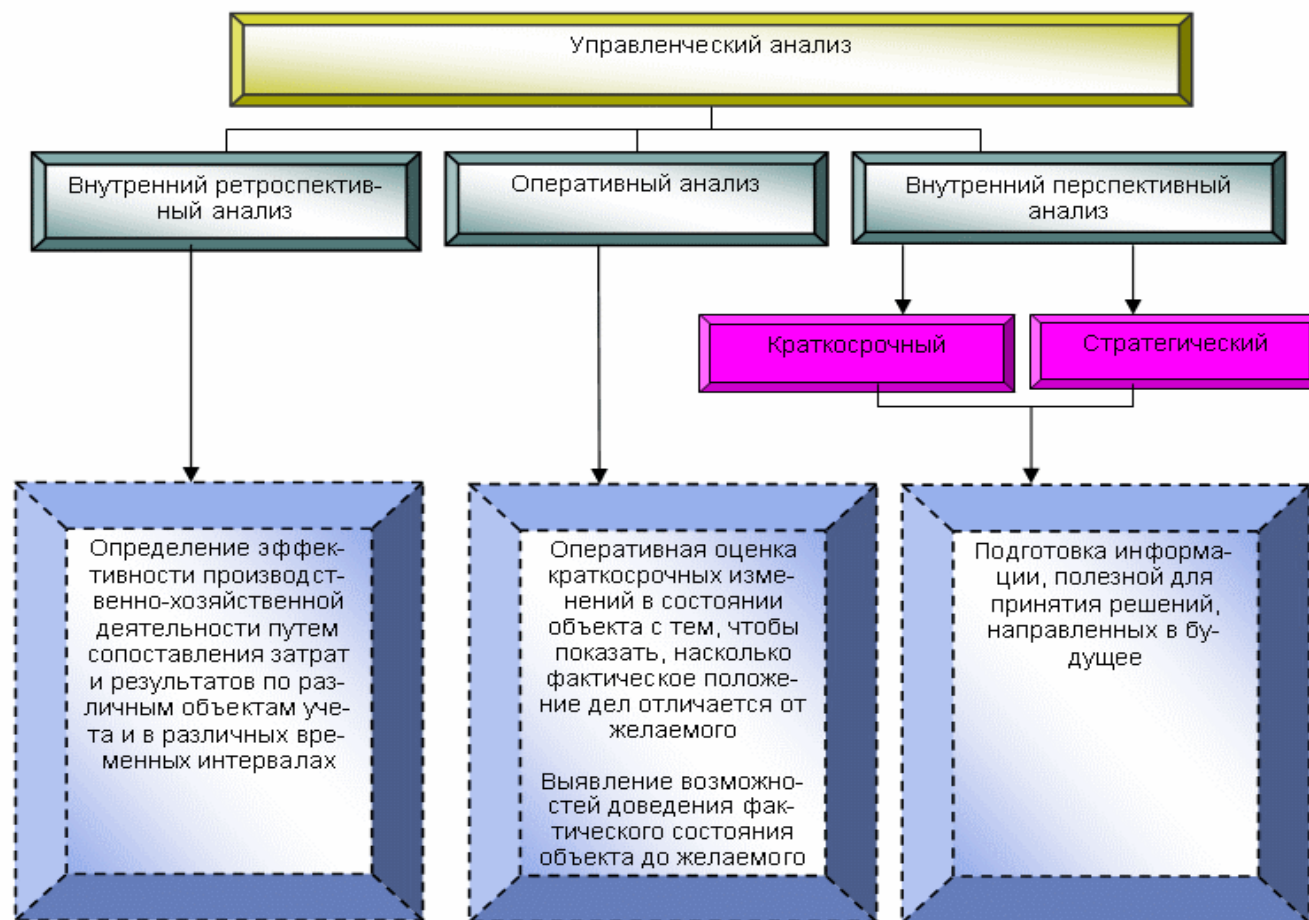 Управленческий анализ
Внутренний ретроспектив-
ный анализ
Оперативный анализ
Внутренний перспективный
анализ
Краткосрочный
Стратегический
Определение эффек-
тивности производст-
венно-хозяйственной
деятельности путем
сопоставления затрат
и результатов по раз-
личным объектам уче-
та и в различных вре-
менных интервалах
Оперативная оценка
краткосрочных изме-
нений в состоянии
объекта с тем, чтобы
показать, насколько
фактическое положе-
ние дел отличается от
желаемого
Выявление возможно-
стей доведения фак-
тического состояния
объекта до желаемого
Подготовка информа-
ции, полезной для
принятия решений,
направленных в бу-
дущее